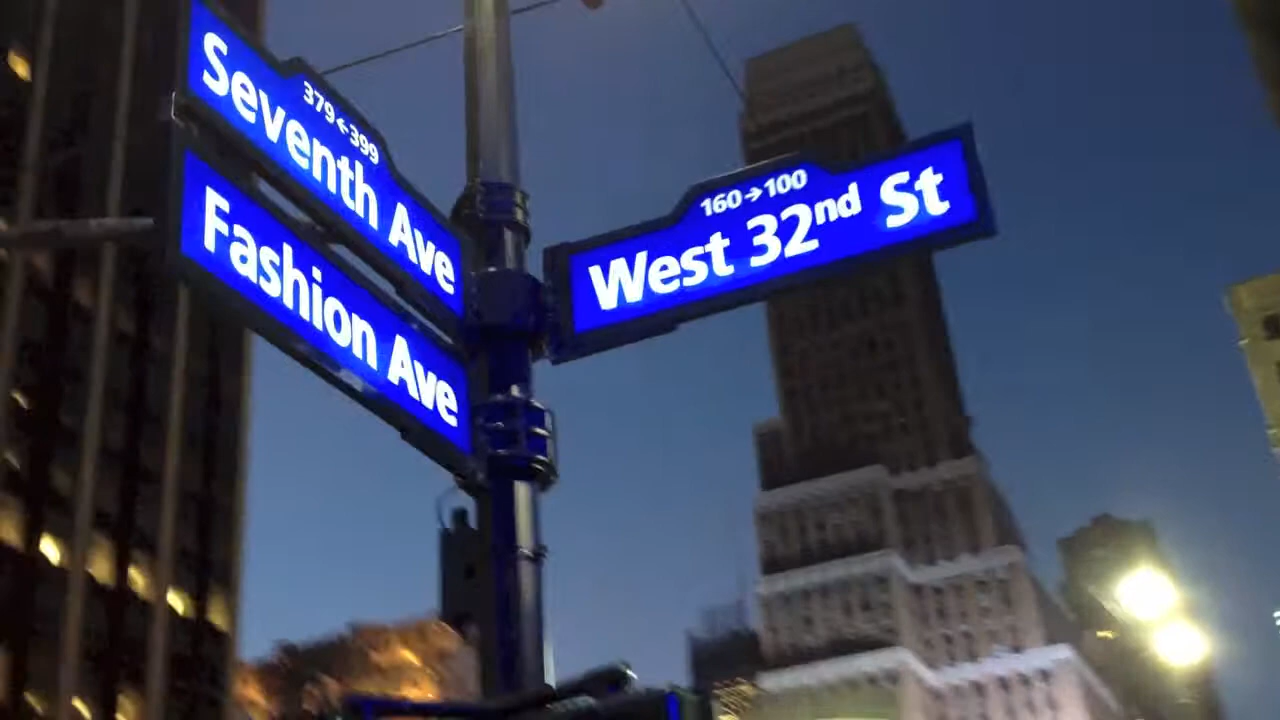 379←399
Seventh Ave
Fashion Ave
160→100
West 32nd St